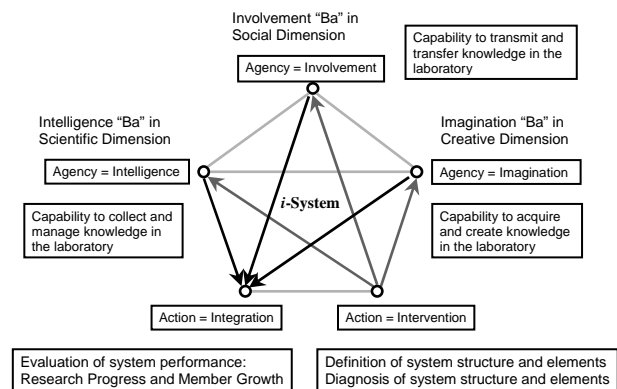 Involvement “Ba” in
Social Dimension
Agency = Involvement
Capability to transmit and
transfer knowledge in the
laboratory
Intelligence “Ba” in
Scientific Dimension
Agency = Intelligence
Imagination “Ba” in
Creative Dimension
Agency = Imagination
i-System
Capability to collect and
manage knowledge in
the laboratory
Capability to acquire
and create knowledge
in the laboratory
Action = Integration
Action = Intervention
Evaluation of system performance:
Research Progress and Member Growth
Definition of system structure and elements
Diagnosis of system structure and elements